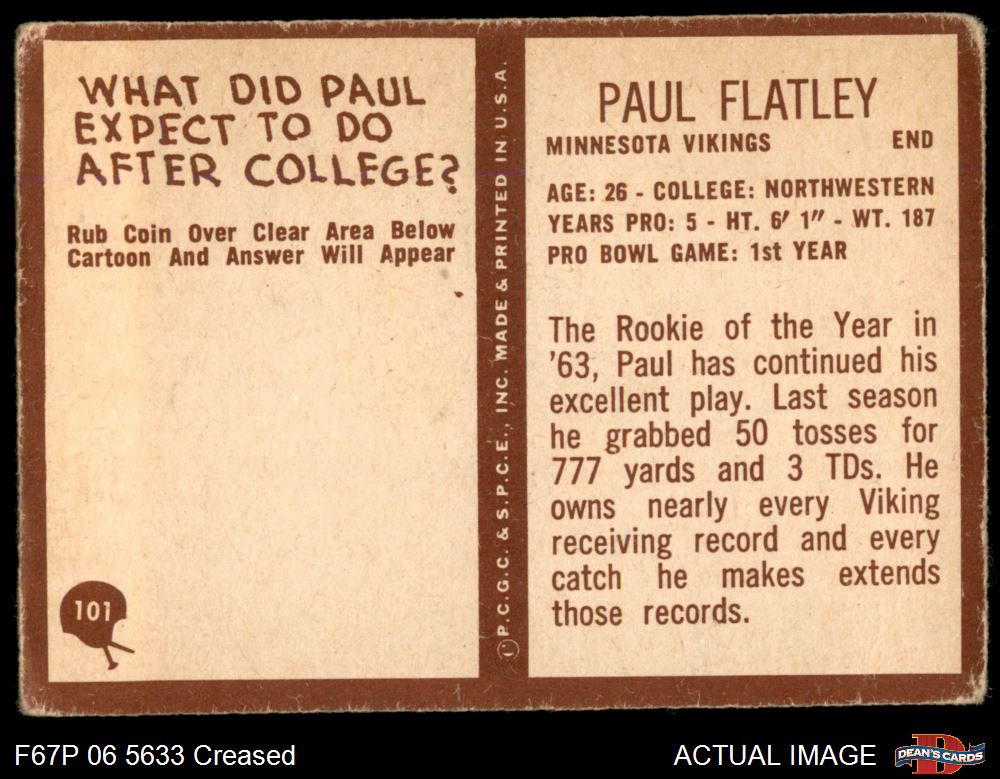 WHAT DID PAUL
EXPECT TO DO
AFTER COLLEGE?
Rub Coin Over Clear Area Below
Cartoon And Answer Will Appear
101
©P.C.G.C. & S.P.C.E., INC. MADE & PRINTED IN U.S.A.
PAUL FLATLEY
MINNESOTA VIKINGS END
AGE: 26 - COLLEGE: NORTHWESTERN
YEARS PRO: 5 - HT. 6′ 1″ - WT. 187
PRO BOWL GAME: 1st YEAR
The Rookie of the Year in
'63, Paul has continued his
excellent play. Last season
he grabbed 50 tosses for
777 yards and 3 TDs. He
owns nearly every Viking
receiving record and every
catch he makes extends
those records.
F67P 06 5633 Creased
ACTUAL IMAGE
DEAN'S CARDS